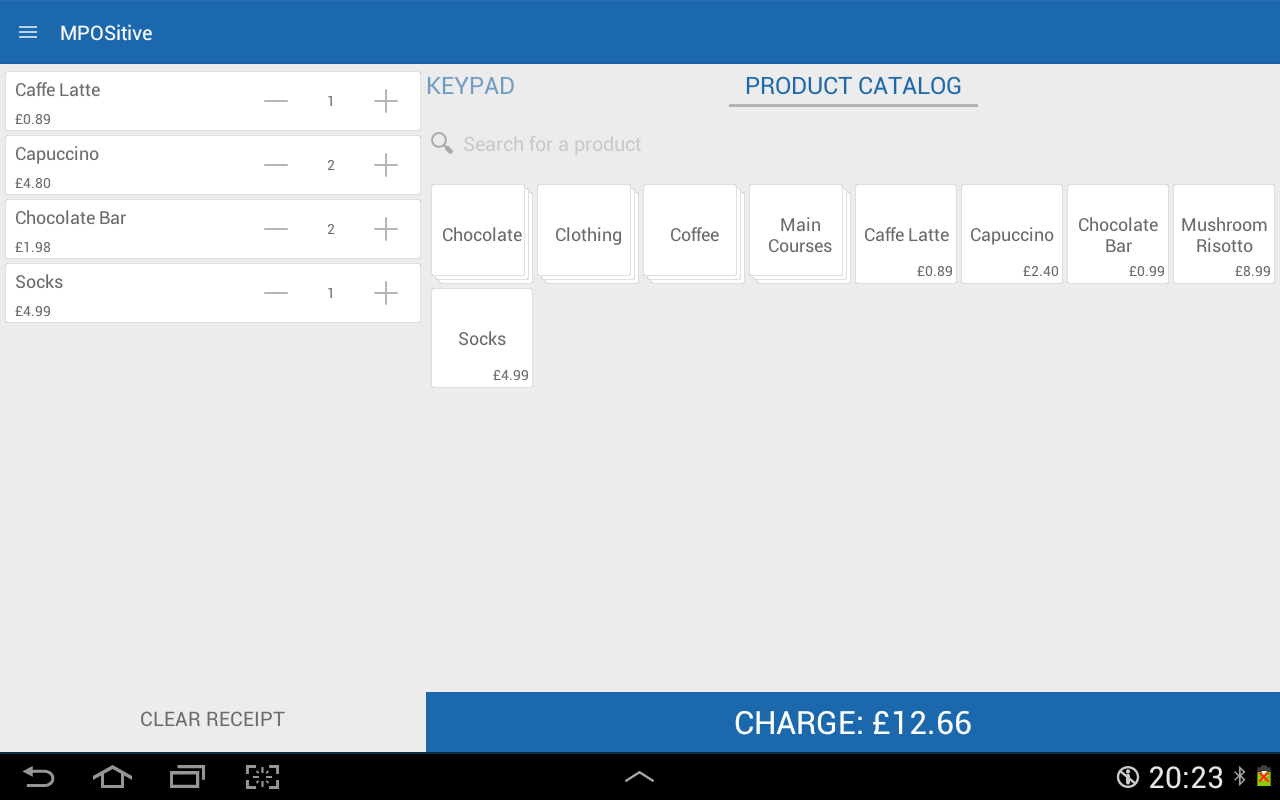 MPOSitive
Caffe Latte
1
£0.89
Capuccino
2
£4.80
Chocolate Bar
2
£1.98
Socks
1
£4.99
CLEAR RECEIPT
KEYPAD
PRODUCT CATALOG
Search for a product
Chocolate
Clothing
Coffee
Main
Courses
Caffe Latte
£0.89
Capuccino
£2.40
Chocolate
Bar
£0.99
Mushroom
Risotto
£8.99
Socks
£4.99
CHARGE: £12.66
20:23